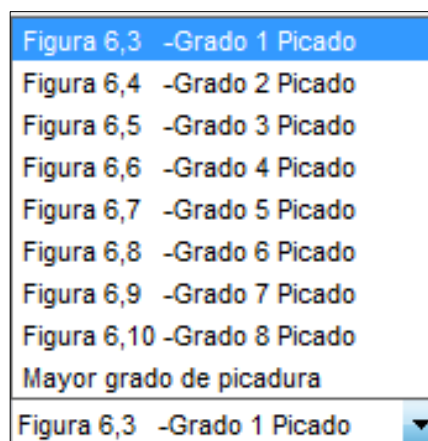 Figura 6,3 -Grado 1 Picado
Figura 6,4 -Grado 2 Picado
Figura 6,5 -Grado 3 Picado
Figura 6,6 -Grado 4 Picado
Figura 6,7 -Grado 5 Picado
Figura 6,8 -Grado 6 Picado
Figura 6,9 -Grado 7 Picado
Figura 6,10 -Grado 8 Picado
Mayor grado de picadura
Figura 6,3 -Grado 1 Picado